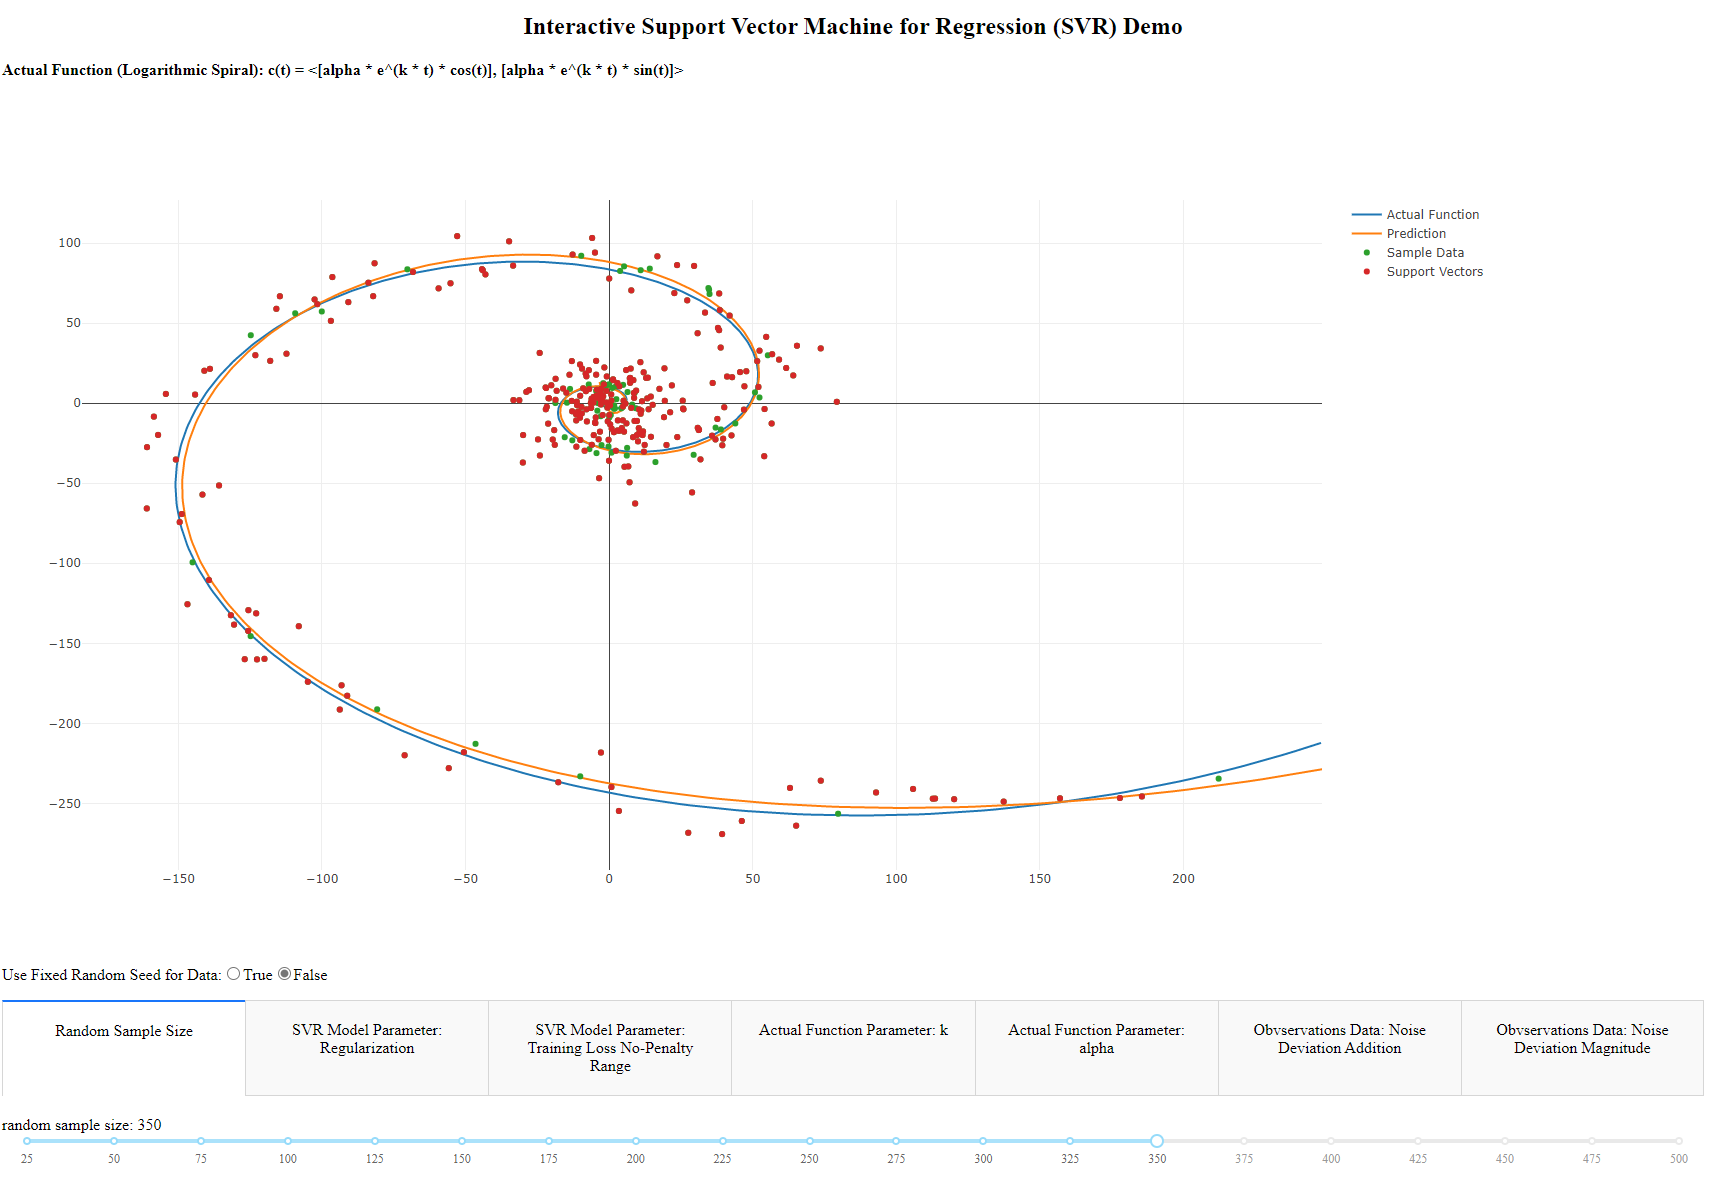 Interactive Support Vector Machine for Regression (SVR) Demo
Actual Function (Logarithmic Spiral): c(t) = <[alpha * e^(k * t) * cos(t)], [alpha * e^(k * t) * sin(t)]>
Actual Function
Prediction
Sample Data
Support Vectors
100
50
0
−50
−100
−150
−200
−250
−150
−100
−50
0
50
100
150
200
Use Fixed Random Seed for Data: True False
Random Sample Size
SVR Model Parameter:
Regularization
SVR Model Parameter:
Training Loss No-Penalty
Range
Actual Function Parameter: k
Actual Function Parameter:
alpha
Obvservations Data: Noise
Deviation Addition
Obvservations Data: Noise
Deviation Magnitude
random sample size: 350
25 50 75 100 125 150 175 200 225 250 275 300 325 350 375 400 425 450 475 500